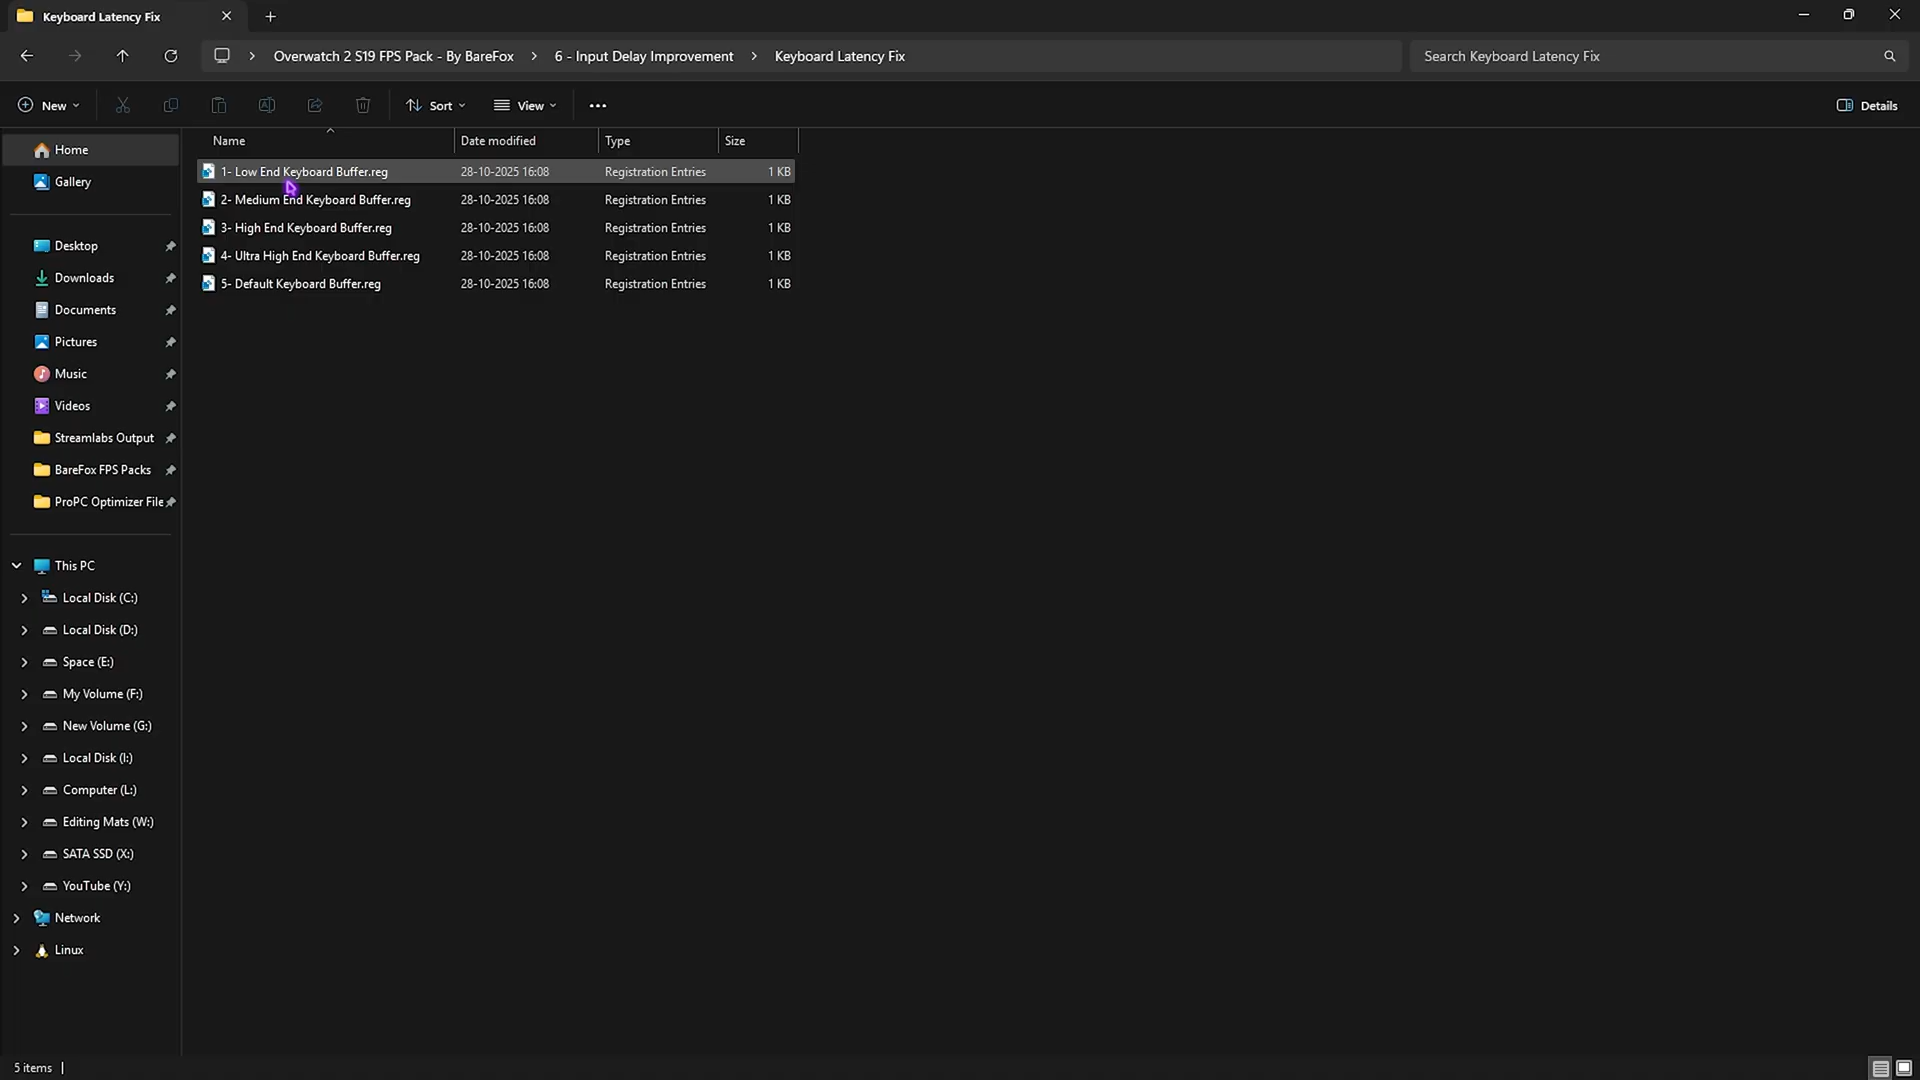 Keyboard Latency Fix
Overwatch 2 S19 FPS Pack - By BareFox > 6 - Input Delay Improvement > Keyboard Latency Fix
Search Keyboard Latency Fix
New
Sort
View
Details
Name Date modified Type Size
1- Low End Keyboard Buffer.reg 28-10-2025 16:08 Registration Entries 1 KB
2- Medium End Keyboard Buffer.reg 28-10-2025 16:08 Registration Entries 1 KB
3- High End Keyboard Buffer.reg 28-10-2025 16:08 Registration Entries 1 KB
4- Ultra High End Keyboard Buffer.reg 28-10-2025 16:08 Registration Entries 1 KB
5- Default Keyboard Buffer.reg 28-10-2025 16:08 Registration Entries 1 KB
Home
Gallery
Desktop
Downloads
Documents
Pictures
Music
Videos
Streamlabs Output
BareFox FPS Packs
ProPC Optimizer File
This PC
Local Disk (C:)
Local Disk (D:)
Space (E:)
My Volume (F:)
New Volume (G:)
Local Disk (I:)
Computer (L:)
Editing Mats (W:)
SATA SSD (X:)
YouTube (Y:)
Network
Linux
5 items